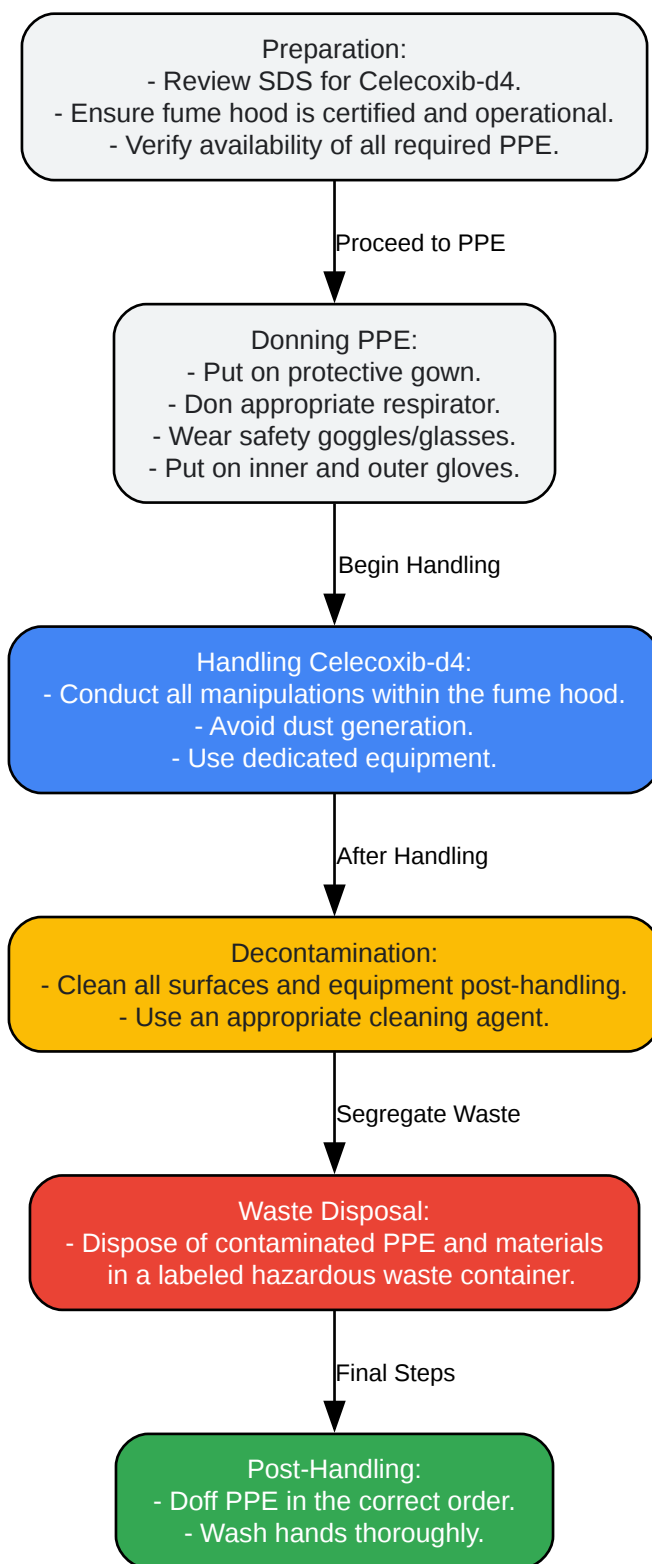 Preparation:
- Review SDS for Celecoxib-d4.
- Ensure fume hood is certified and operational.
- Verify availability of all required PPE.
Proceed to PPE
Donning PPE:
- Put on protective gown.
- Don appropriate respirator.
- Wear safety goggles/glasses.
- Put on inner and outer gloves.
Begin Handling
Handling Celecoxib-d4:
- Conduct all manipulations within the fume hood.
- Avoid dust generation.
- Use dedicated equipment.
After Handling
Decontamination:
- Clean all surfaces and equipment post-handling.
- Use an appropriate cleaning agent.
Segregate Waste
Waste Disposal:
- Dispose of contaminated PPE and materials
in a labeled hazardous waste container.
Final Steps
Post-Handling:
- Doff PPE in the correct order.
- Wash hands thoroughly.